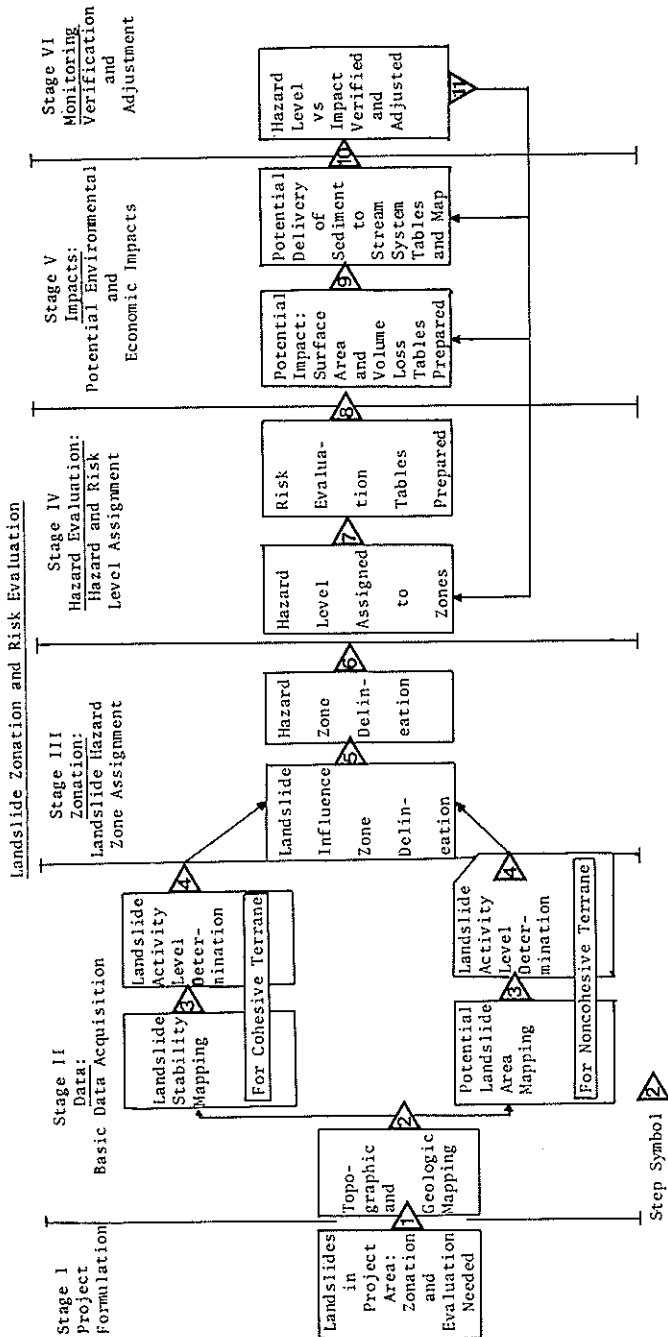 Landslide Zonation and Risk Evaluation
Stage I
Project
Formulation
Landslides
in
Project
Area:
Zonation
and
Evaluation
Needed
1
Stage II
Data:
Basic Data Acquisition
Topo-
graphic
and
Geologic
Mapping
2
Landslide
Stability
Mapping
3
Landslide
Activity
Level
Deter-
mination
4
For Cohesive Terrane
Potential
Landslide
Area
Mapping
3
Landslide
Activity
Level
Deter-
mination
4
For Noncohesive Terrane
Stage III
Zonation:
Landslide Hazard
Zone Assignment
Landslide
Influence
Zone
Delin-
eation
5
Hazard
Zone
Delin-
eation
6
Stage IV
Hazard Evaluation:
Hazard and Risk
Level Assignment
Hazard
Level
Assigned
to
Zones
7
Risk
Evalua-
tion
Tables
Prepared
8
Stage V
Impacts:
Potential Environmental
and
Economic Impacts
Potential
Impact:
Surface
Area
and
Volume
Loss
Tables
Prepared
9
Potential
Delivery
of
Sediment
to
Stream
System
Tables
and Map
10
Stage VI
Monitoring
Verification
and
Adjustment
Hazard
Level
vs
Impact
Verified
and
Adjusted
11
Step Symbol 2